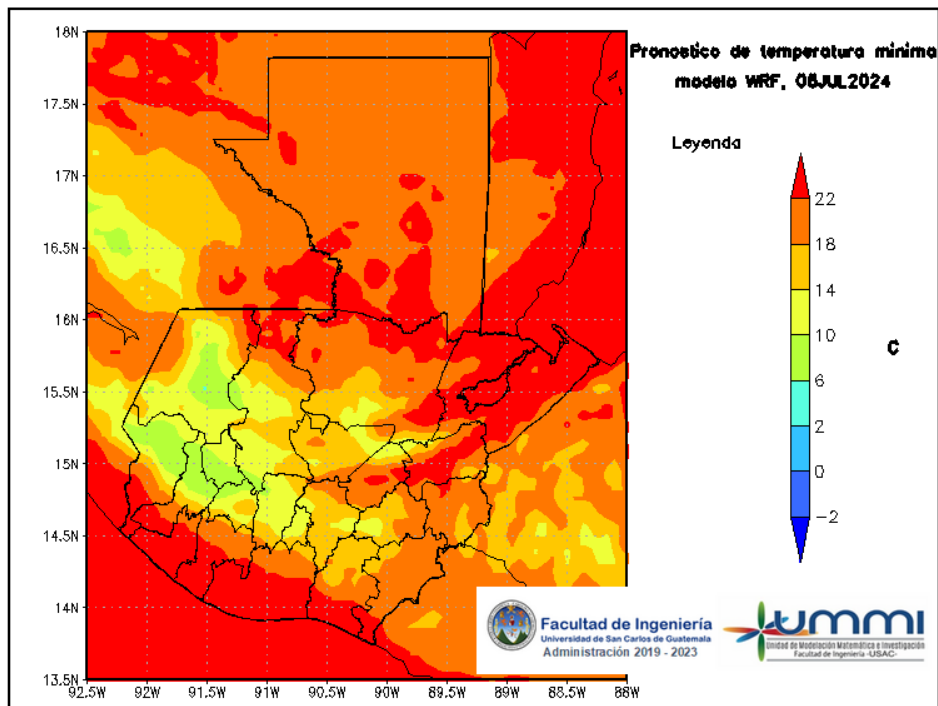 Pronostico de temperatura minima
modelo WRF, 06JUL2024
Leyenda
22
18
14
10
6
2
0
-2
C
18N
17.5N
17N
16.5N
16N
15.5N
15N
14.5N
14N
13.5N
92.5W
92W
91.5W
91W
90.5W
90W
89.5W
89W
88.5W
88W
Facultad de Ingeniería
Universidad de San Carlos de Guatemala
Administración 2019 - 2023
ummi
Unidad de Modelación Matemática e Investigación
Facultad de Ingeniería -USAC-